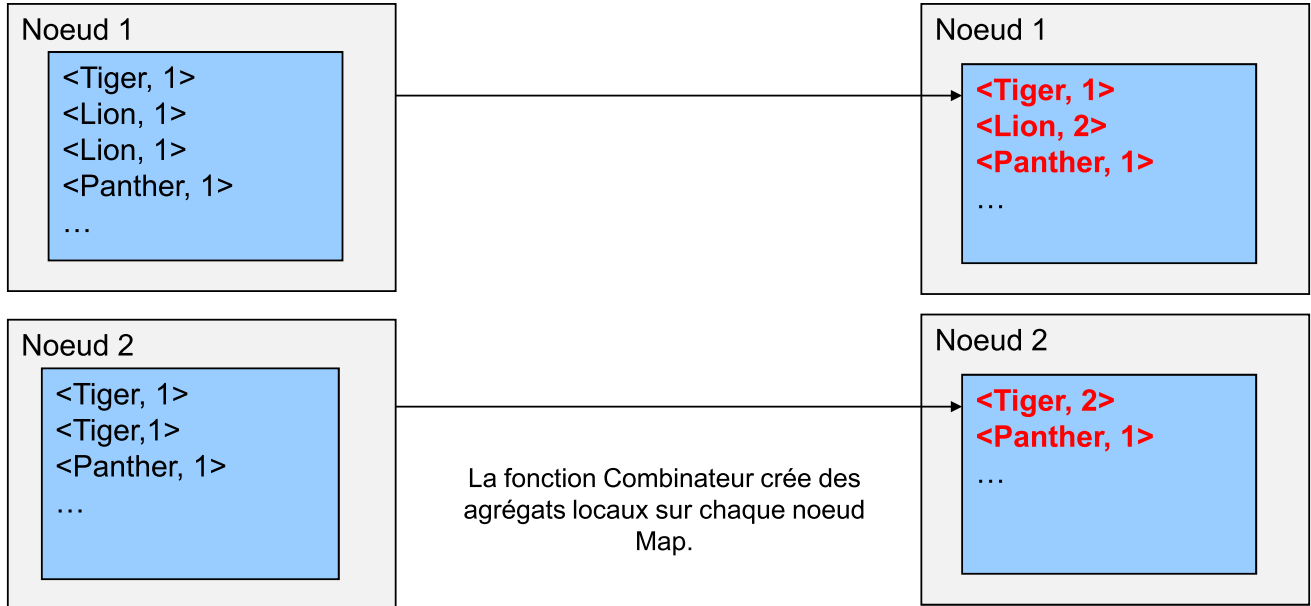 Noeud 1
<Tiger, 1>
<Lion, 1>
<Lion, 1>
<Panther, 1>
…
Noeud 1
<Tiger, 1>
<Lion, 2>
<Panther, 1>
…
Noeud 2
<Tiger, 1>
<Tiger,1>
<Panther, 1>
…
La fonction Combinateur crée des
agrégats locaux sur chaque noeud
Map.
Noeud 2
<Tiger, 2>
<Panther, 1>
…